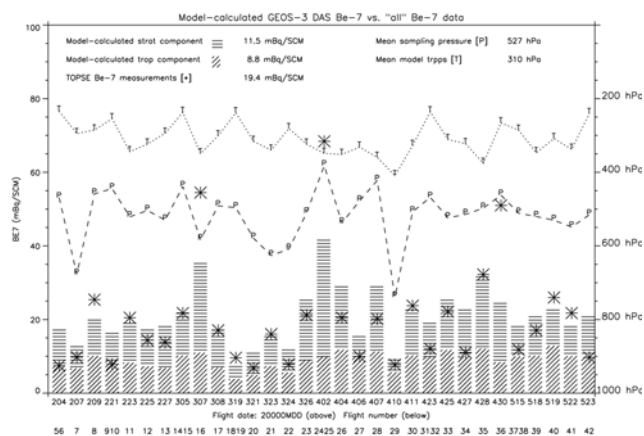 Model-calculated GEOS-3 DAS Be-7 vs. "all" Be-7 data
100
Model-calculated strat component 11.5 mBq/SCM Mean sampling pressure [P] 527 hPa
Model-calculated trop component 8.8 mBq/SCM Mean model trpps [T] 310 hPa
TOPSE Be-7 measurements [*] 19.4 mBq/SCM
80
200 hPa
60
400 hPa
BE7 (mBq/SCM)
40
600 hPa
20
800 hPa
0
1000 hPa
204 207 209 210 223 225 227 305 307 308 319 321 323 324 326 402 404 406 407 410 411 423 425 427 428 430 515 518 519 522 523
Flight date: 20000MDD (above) Flight number (below)
56 7 8 910 11 12 13 1415 16 17 1819 20 21 22 23 2425 26 27 28 29 30 3132 33 34 35 36 3738 39 40 41 42